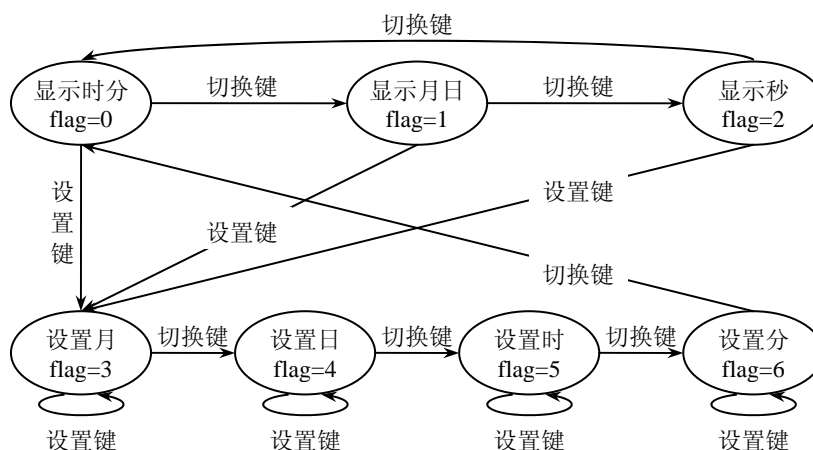 切换键
显示时分
flag=0
切换键
显示月日
flag=1
切换键
显示秒
flag=2
设置键
设置键
设置键
切换键
设置月
flag=3
切换键
设置日
flag=4
切换键
设置时
flag=5
切换键
设置分
flag=6
设置键
设置键
设置键
设置键